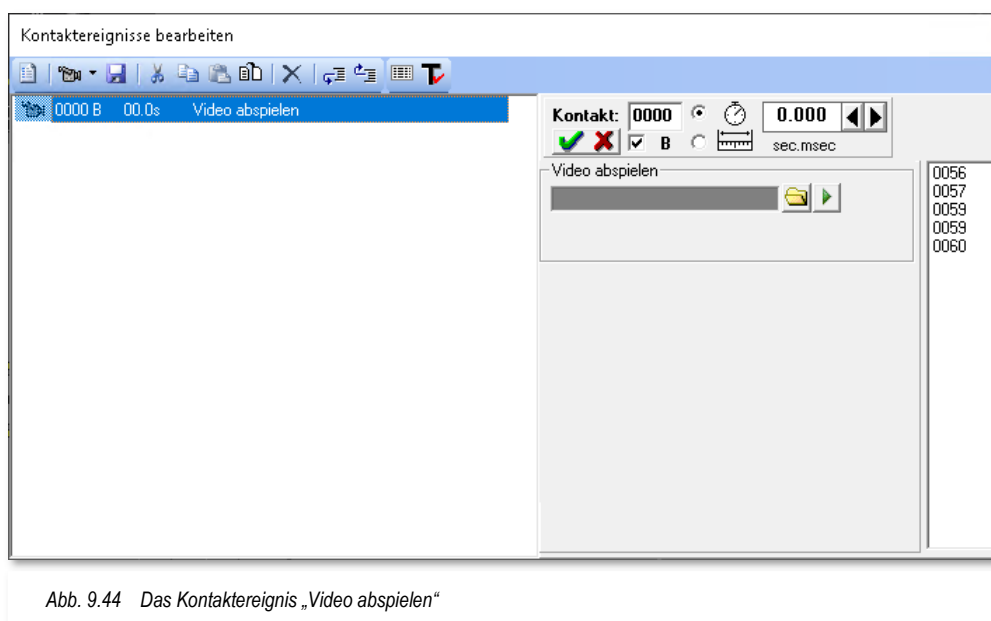 Kontaktereignisse bearbeiten
0000 B 00.0s Video abspielen
Kontakt: 0000 0.000
B sec.msec
Video abspielen
0056
0057
0059
0059
0060
Abb. 9.44 Das Kontaktereignis „Video abspielen“